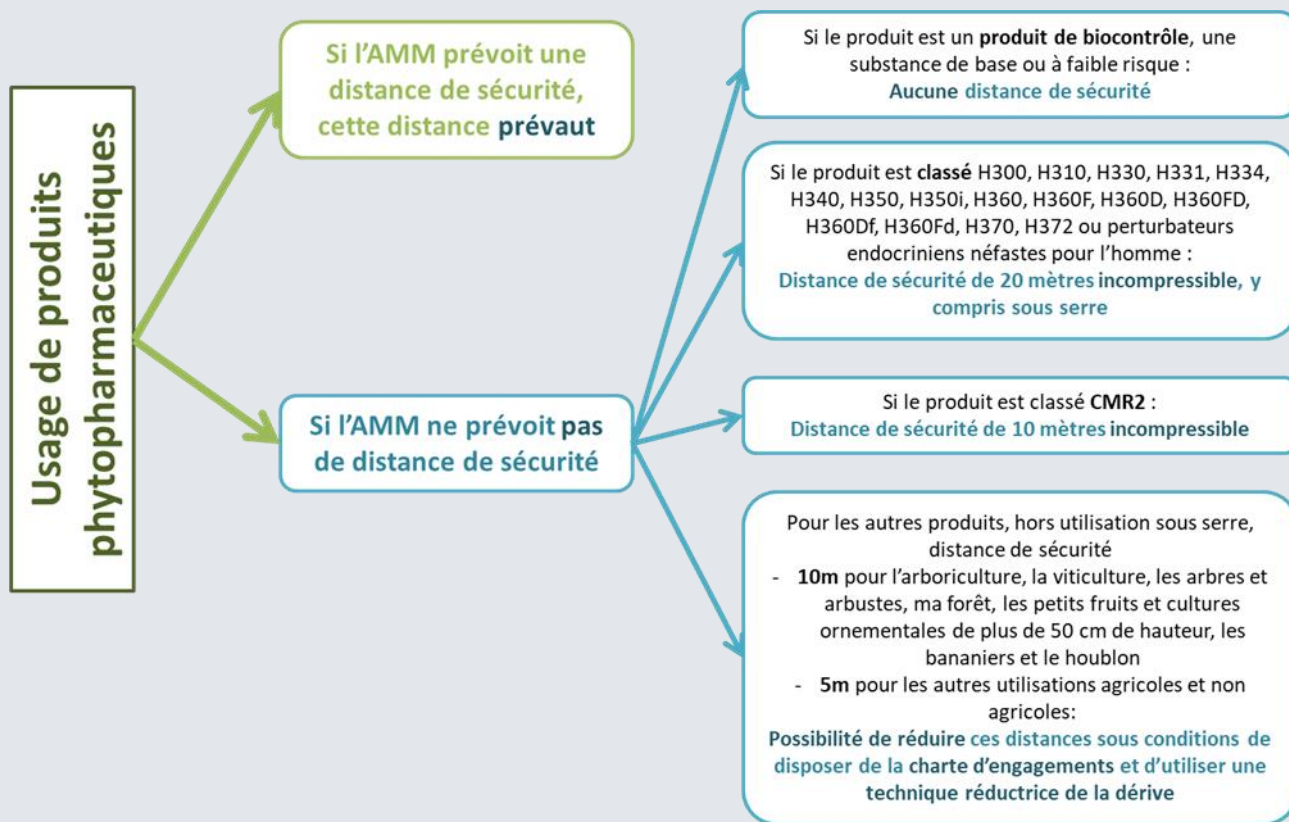 Usage de produits
phytopharmaceutiques
Si l'AMM prévoit une
distance de sécurité,
cette distance prévaut
Si l'AMM ne prévoit pas
de distance de sécurité
Si le produit est un produit de biocontrôle, une
substance de base ou à faible risque :
Aucune distance de sécurité
Si le produit est classé H300, H310, H330, H331, H334,
H340, H350, H350i, H360, H360F, H360D, H360FD,
H360Df, H360Fd, H370, H372 ou perturbateurs
endocriniens néfastes pour l'homme :
Distance de sécurité de 20 mètres incompressible, y
compris sous serre
Si le produit est classé CMR2 :
Distance de sécurité de 10 mètres incompressible
Pour les autres produits, hors utilisation sous serre,
distance de sécurité
- 10m pour l'arboriculture, la viticulture, les arbres et
arbustes, ma forêt, les petits fruits et cultures
ornementales de plus de 50 cm de hauteur, les
bananiers et le houblon
- 5m pour les autres utilisations agricoles et non
agricoles:
Possibilité de réduire ces distances sous conditions de
disposer de la charte d'engagements et d'utiliser une
technique réductrice de la dérive